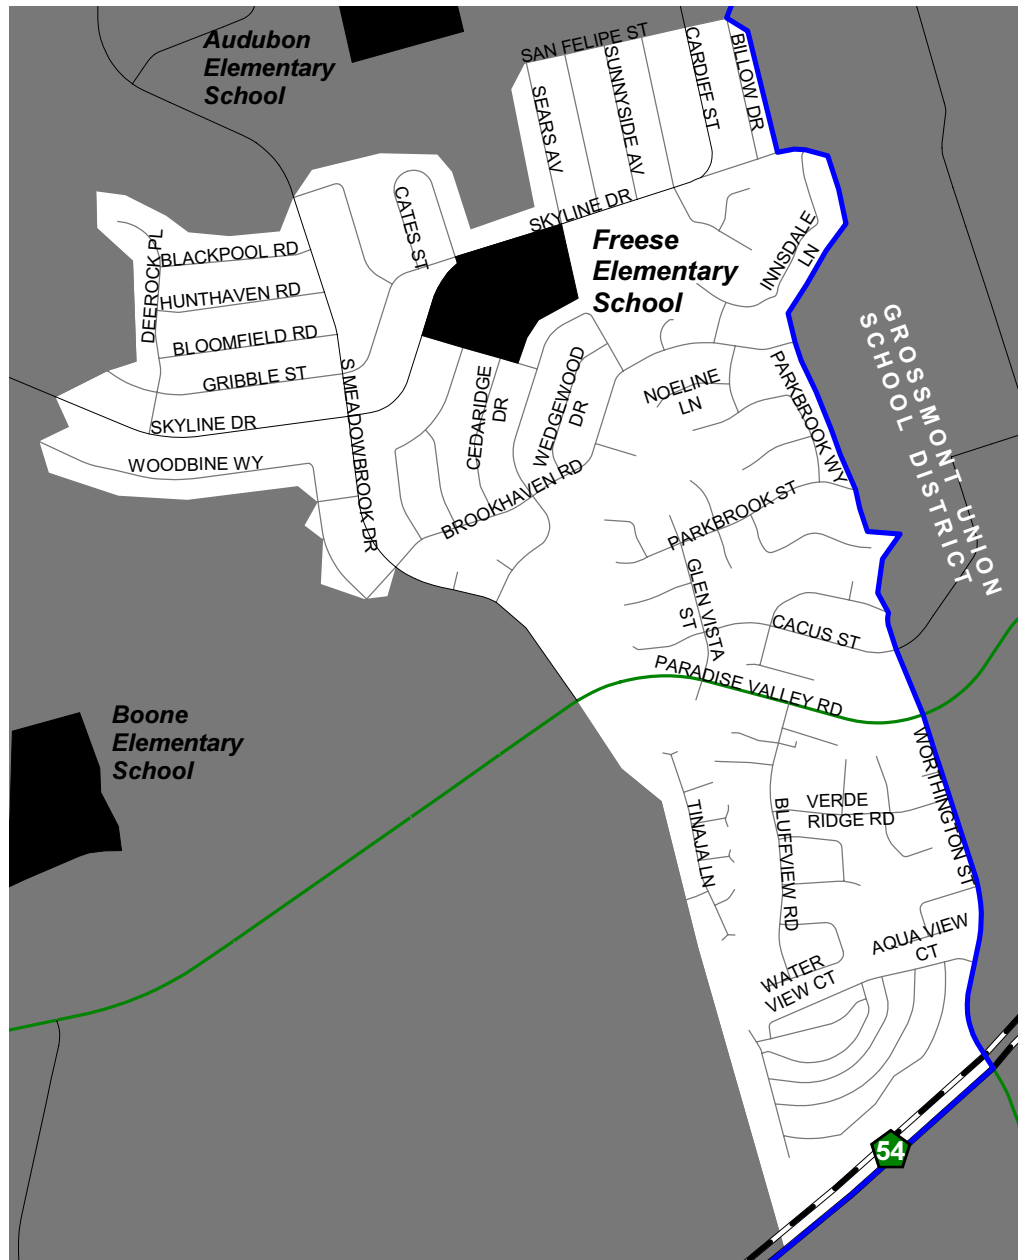 Audubon
Elementary
School
SAN FELIPE ST
SEARS AV
SUNNYSIDE AV
CARDIFF ST
BILLOW DR
CATES ST
SKYLINE DR
DEEROCK PL
BLACKPOOL RD
HUNTHAVEN RD
BLOOMFIELD RD
GRIBBLE ST
SKYLINE DR
WOODBINE WY
S MEADOWBROOK DR
Freese
Elementary
School
INNSDALE
LN
GROSSMONT UNION
SCHOOL DISTRICT
CEDARIDGE
DR
WEDGEWOOD
DR
NOELINE
LN
PARKBROOK WY
BROOKHAVEN RD
PARKBROOK ST
GLEN VISTA
ST
CACUS ST
PARADISE VALLEY RD
Boone
Elementary
School
WORTHINGTON ST
TINAJA LN
BLUFFVIEW RD
VERDE
RIDGE RD
AQUA VIEW
CT
WATER
VIEW CT
54